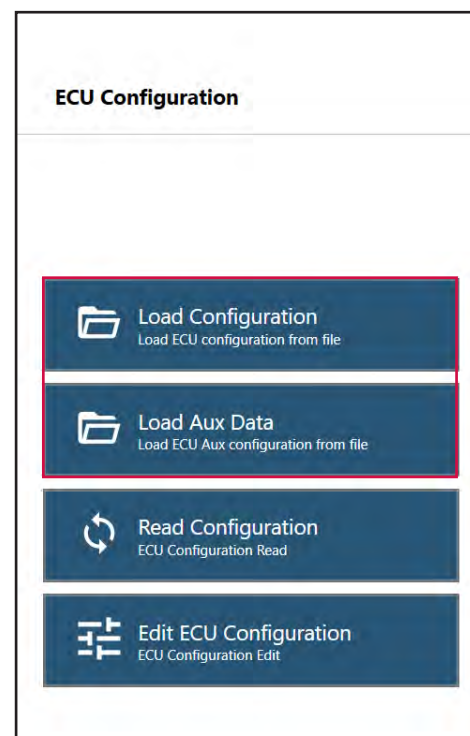 ECU Configuration
Load Configuration
Load ECU configuration from file
Load Aux Data
Load ECU Aux configuration from file
Read Configuration
ECU Configuration Read
Edit ECU Configuration
ECU Configuration Edit